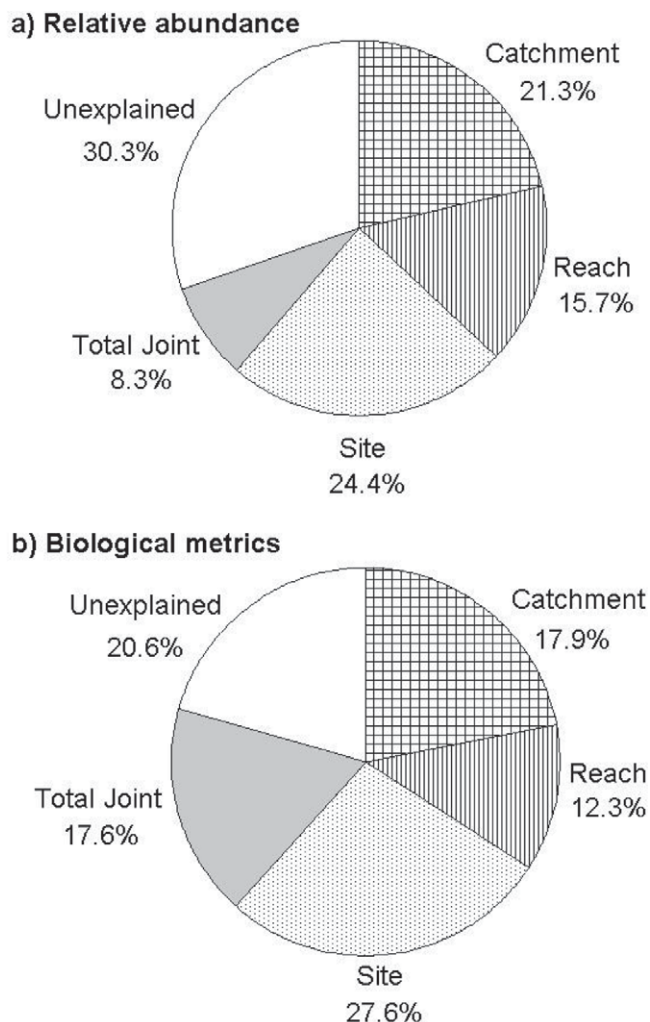 a) Relative abundance
Catchment
21.3%
Unexplained
30.3%
Reach
15.7%
Total Joint
8.3%
Site
24.4%
b) Biological metrics
Unexplained
20.6%
Catchment
17.9%
Reach
12.3%
Total Joint
17.6%
Site
27.6%